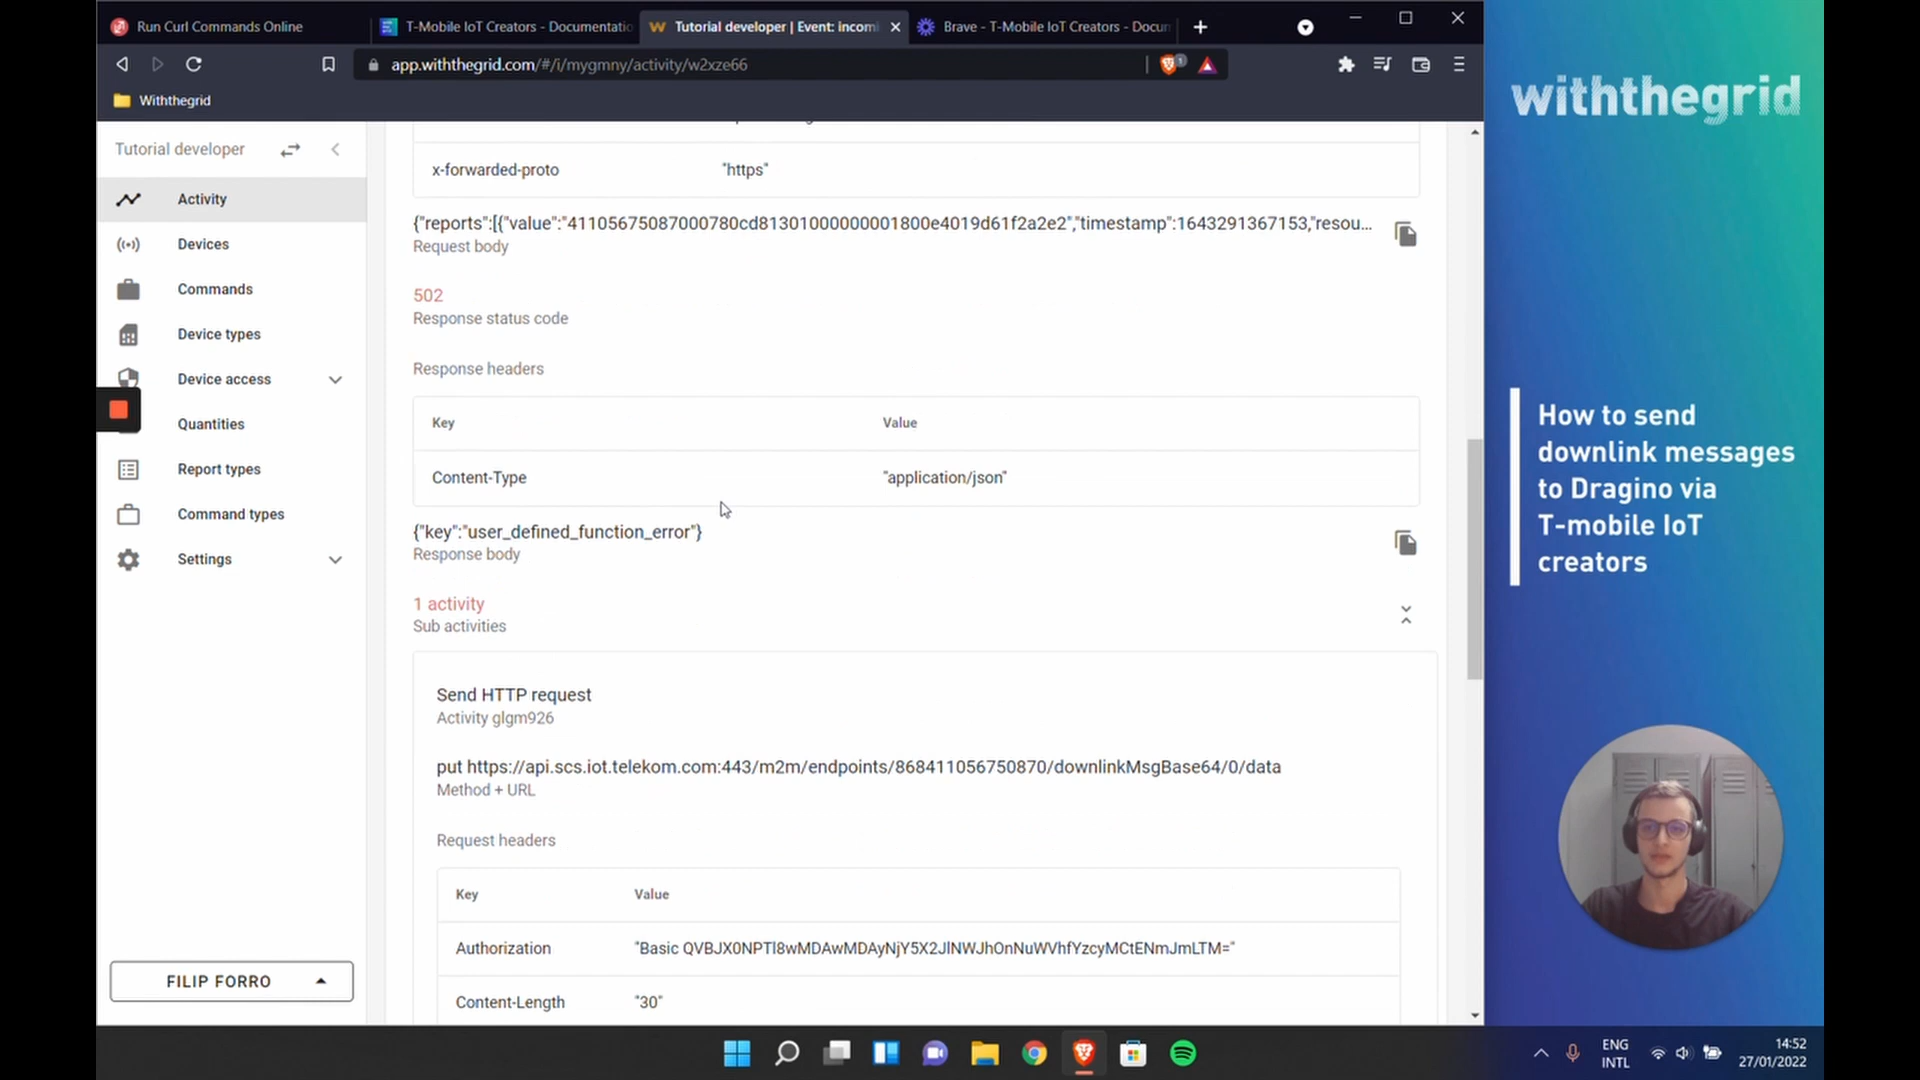 Run Curl Commands Online
T-Mobile IoT Creators - Documentatio
Tutorial developer | Event: incomi
Brave - T-Mobile IoT Creators - Docum
app.withthegrid.com/#/i/mygmny/activity/w2xze66
1
Withthegrid
Tutorial developer
Activity
Devices
Commands
Device types
Device access
Quantities
Report types
Command types
Settings
FILIP FORRO
x-forwarded-proto "https"
{"reports":[{"value":"41105675087000780cd81301000000001800e4019d61f2a2e2","timestamp":1643291367153,"resou...
Request body
502
Response status code
Response headers
Key Value
Content-Type "application/json"
{"key":"user_defined_function_error"}
Response body
1 activity
Sub activities
Send HTTP request
Activity glgm926
put https://api.scs.iot.telekom.com:443/m2m/endpoints/868411056750870/downlinkMsgBase64/0/data
Method + URL
Request headers
Key Value
Authorization "Basic QVBJX0NPTl8wMDAwMDAyNjY5X2JlNWJhOnNuWVhfYzcyMCtENmJmLTM="
Content-Length "30"
withthegrid
How to send
downlink messages
to Dragino via
T-mobile IoT
creators
ENG
INTL
14:52
27/01/2022